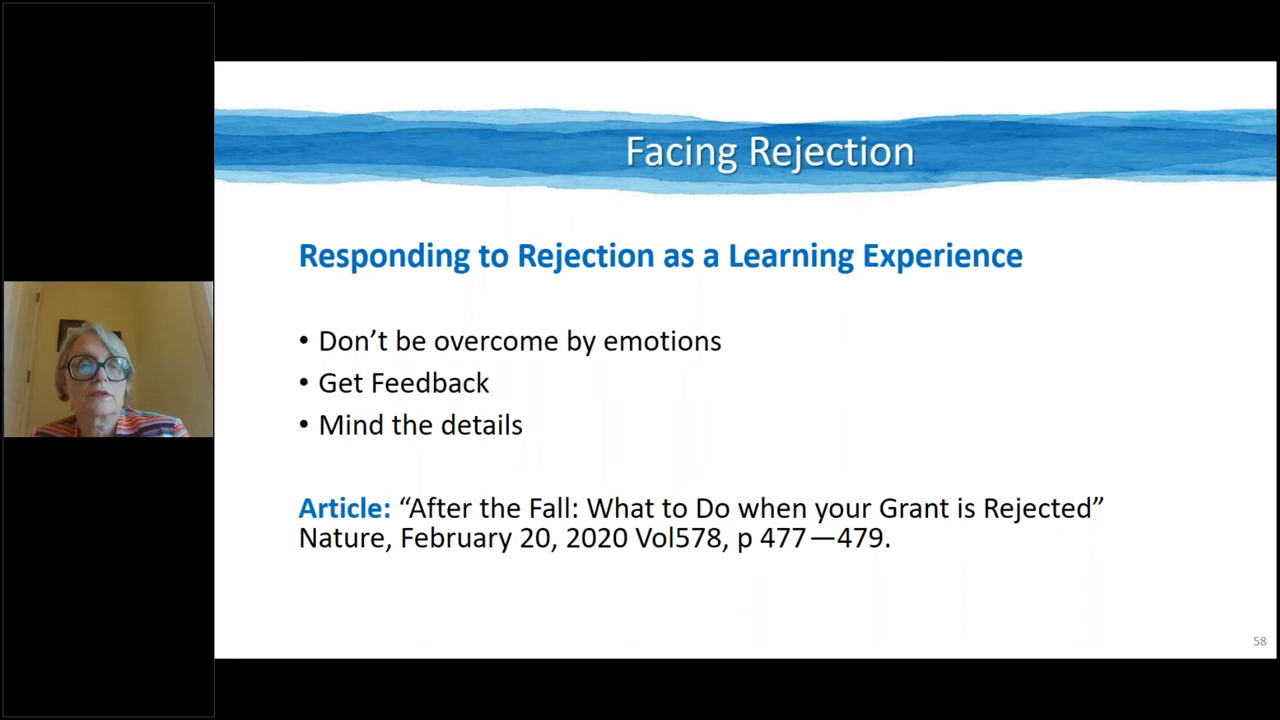 Facing Rejection
Responding to Rejection as a Learning Experience
• Don’t be overcome by emotions
• Get Feedback
• Mind the details
Article: “After the Fall: What to Do when your Grant is Rejected”
Nature, February 20, 2020 Vol578, p 477—479.
58